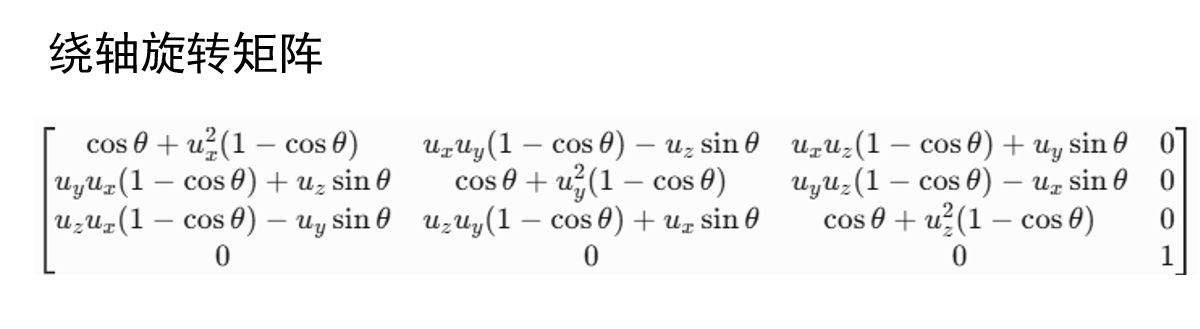 绕轴旋转矩阵
cos θ + u_x^2(1 − cos θ) u_x u_y(1 − cos θ) − u_z sin θ u_x u_z(1 − cos θ) + u_y sin θ 0
u_y u_x(1 − cos θ) + u_z sin θ cos θ + u_y^2(1 − cos θ) u_y u_z(1 − cos θ) − u_x sin θ 0
u_z u_x(1 − cos θ) − u_y sin θ u_z u_y(1 − cos θ) + u_x sin θ cos θ + u_z^2(1 − cos θ) 0
0 0 0 1